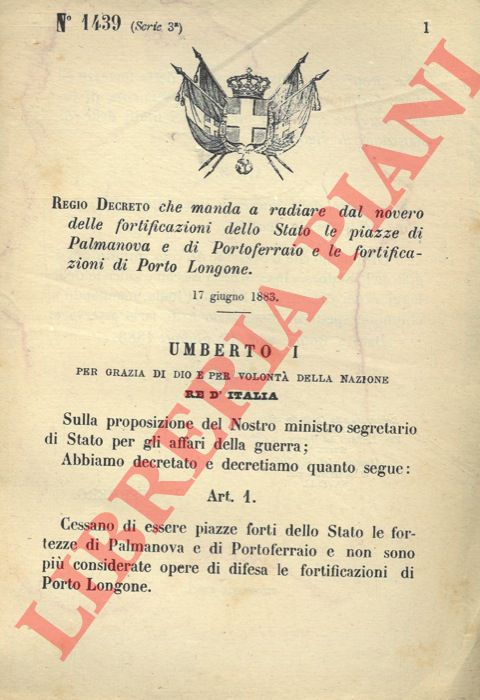 N° 1439 (Serie 3ª) 1
REGIO DECRETO che manda a radiare dal novero
delle fortificazioni dello Stato le piazze di
Palmanova e di Portoferraio e le fortifica-
zioni di Porto Longone.
17 giugno 1883.
UMBERTO I
PER GRAZIA DI DIO E PER VOLONTÀ DELLA NAZIONE
RE D' ITALIA
Sulla proposizione del Nostro ministro segretario
di Stato per gli affari della guerra;
Abbiamo decretato e decretiamo quanto segue:
Art. 1.
Cessano di essere piazze forti dello Stato le for-
tezze di Palmanova e di Portoferraio e non sono
più considerate opere di difesa le fortificazioni di
Porto Longone.
LIBRERIA PIANI